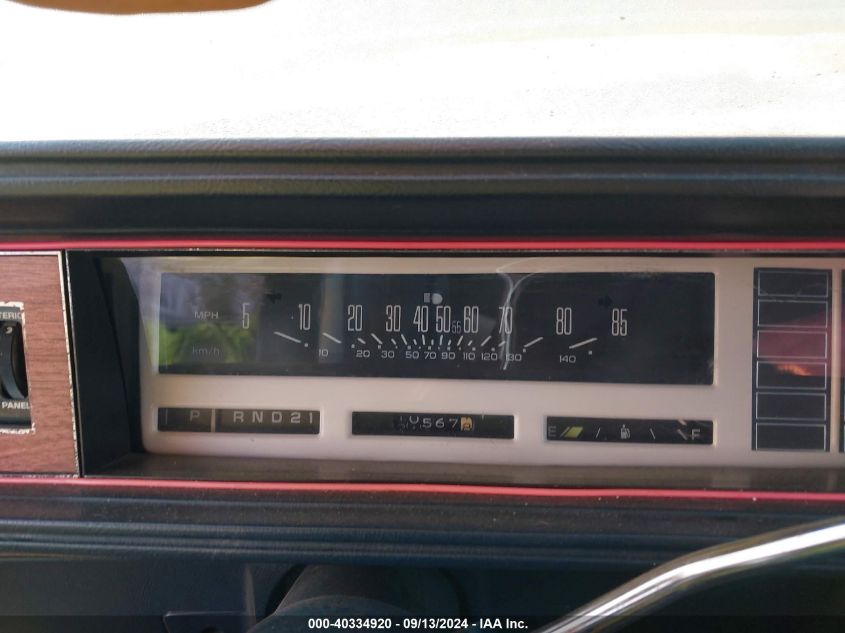 MPH 5 10 20 30 40 50 55 60 70 80 85
km/h 10 20 30 50 70 90 110 120 130 140
PANEL
P R N D 2 1
567
E F
000-40334920 - 09/13/2024 - IAA Inc.